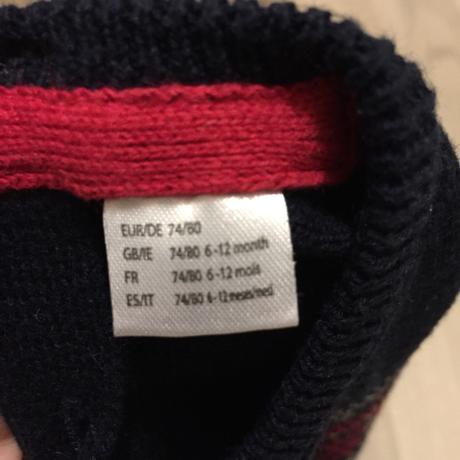 EUR/DE 74/80
GB/IE 74/80 6-12 month
FR 74/80 6-12 mois
ES/IT 74/80 6-12 meses/mesi